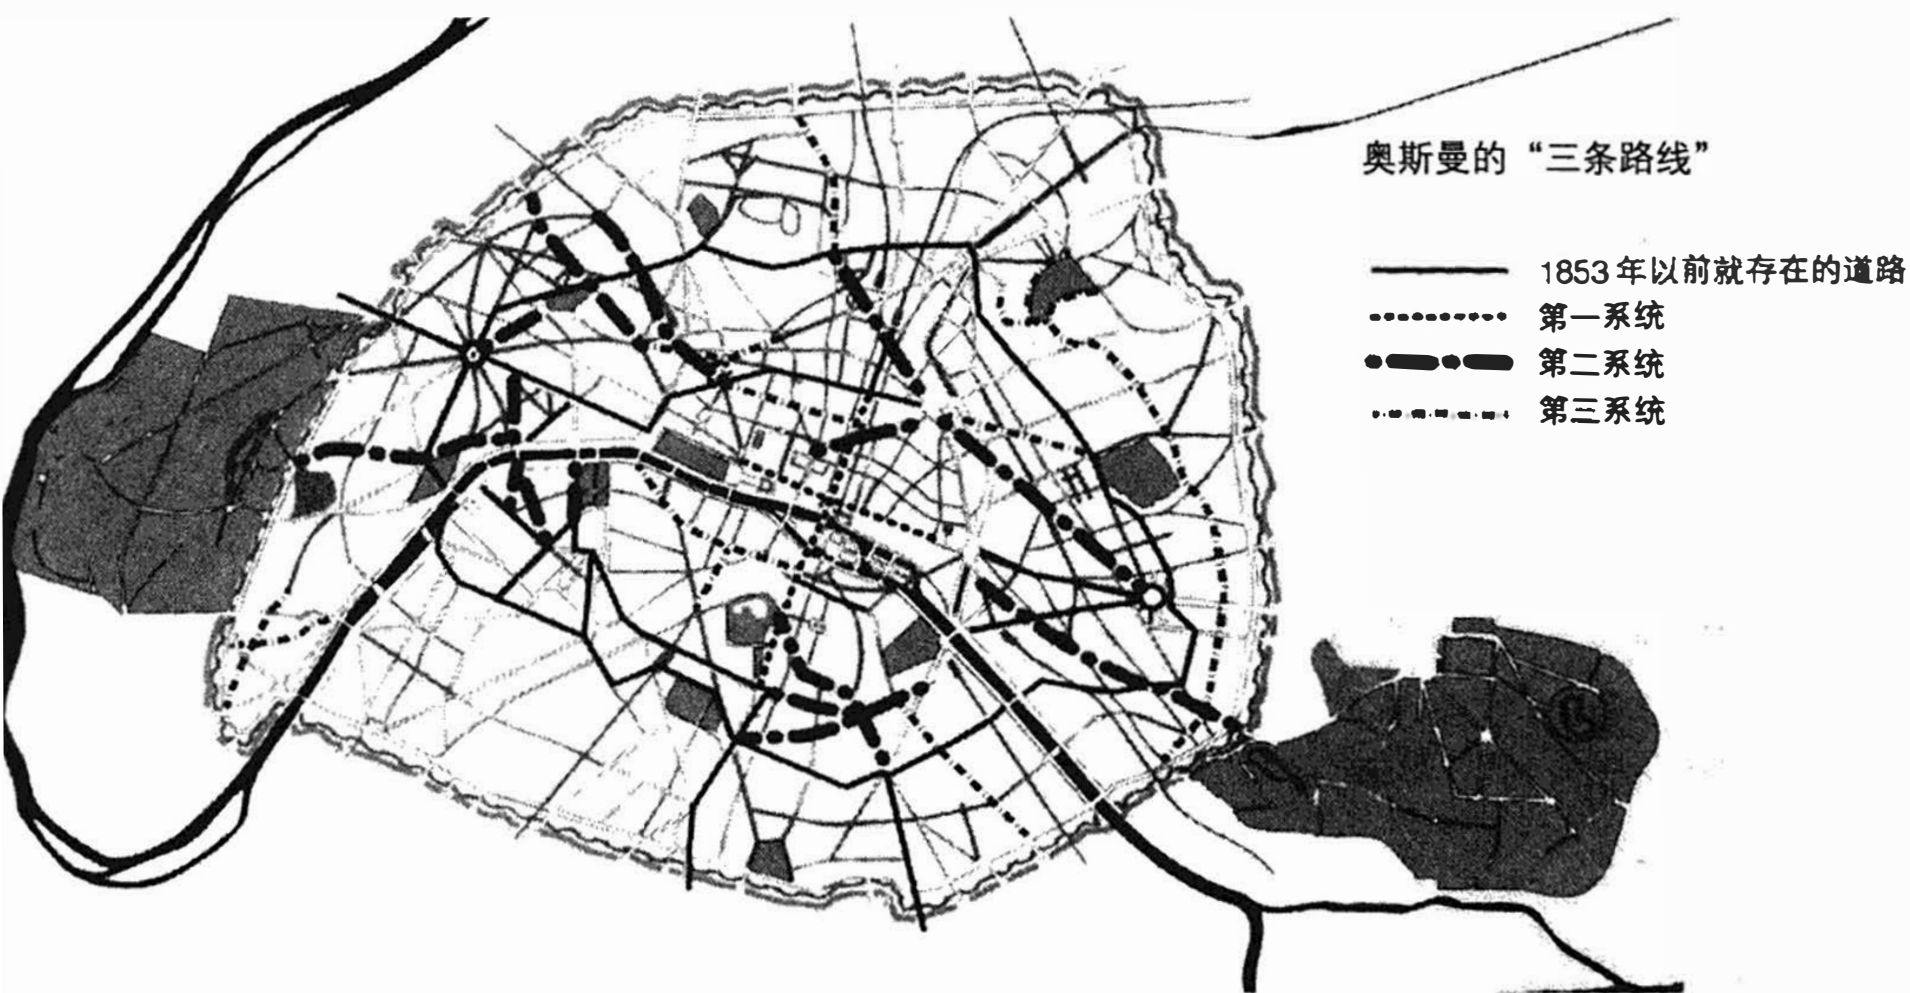 奥斯曼的“三条路线”
1853年以前就存在的道路
第一系统
第二系统
第三系统